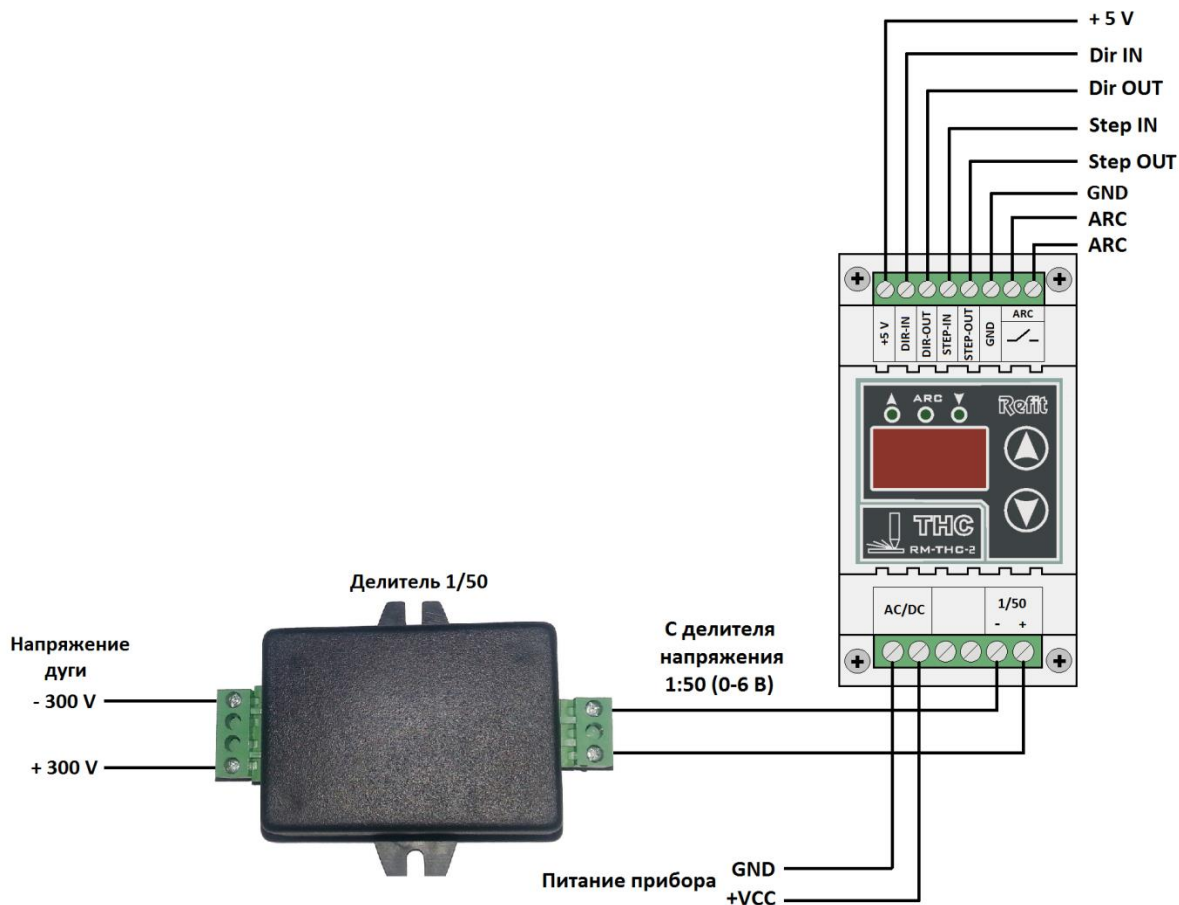 + 5 V
Dir IN
Dir OUT
Step IN
Step OUT
GND
ARC
ARC
+5 V
DIR-IN
DIR-OUT
STEP-IN
STEP-OUT
GND
ARC
ARC
Refit
THC
RM-THC-2
AC/DC
1/50
- +
Делитель 1/50
Напряжение
дуги
- 300 V
+ 300 V
С делителя
напряжения
1:50 (0-6 В)
Питание прибора
GND
+VCC